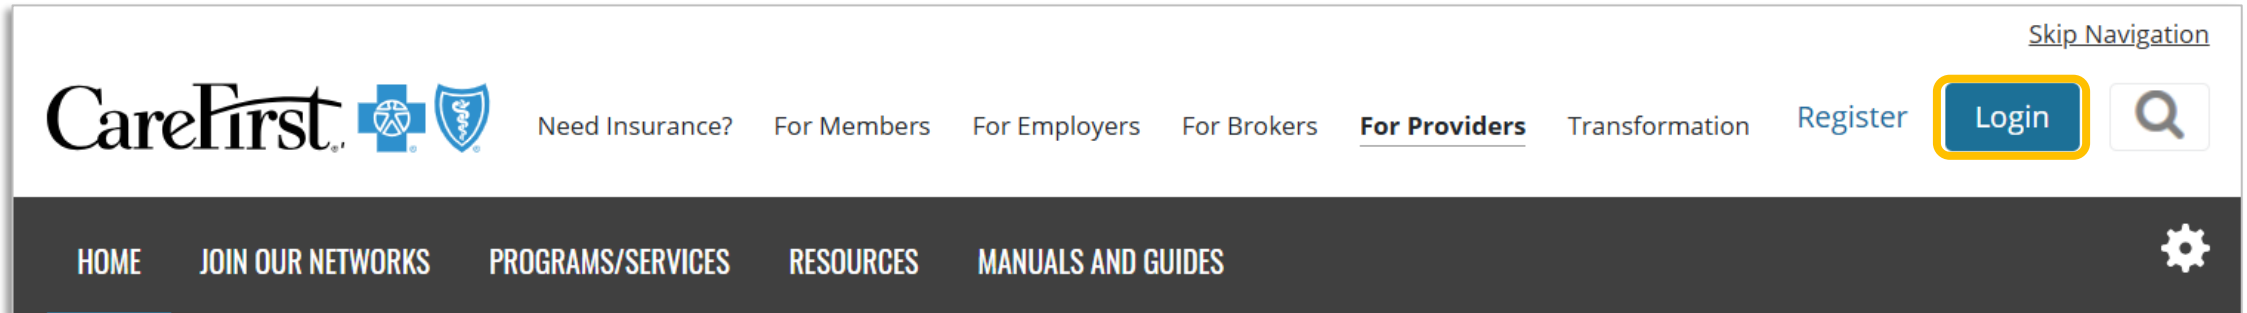 Skip Navigation
CareFirst Need Insurance? For Members For Employers For Brokers For Providers Transformation Register Login
HOME JOIN OUR NETWORKS PROGRAMS/SERVICES RESOURCES MANUALS AND GUIDES